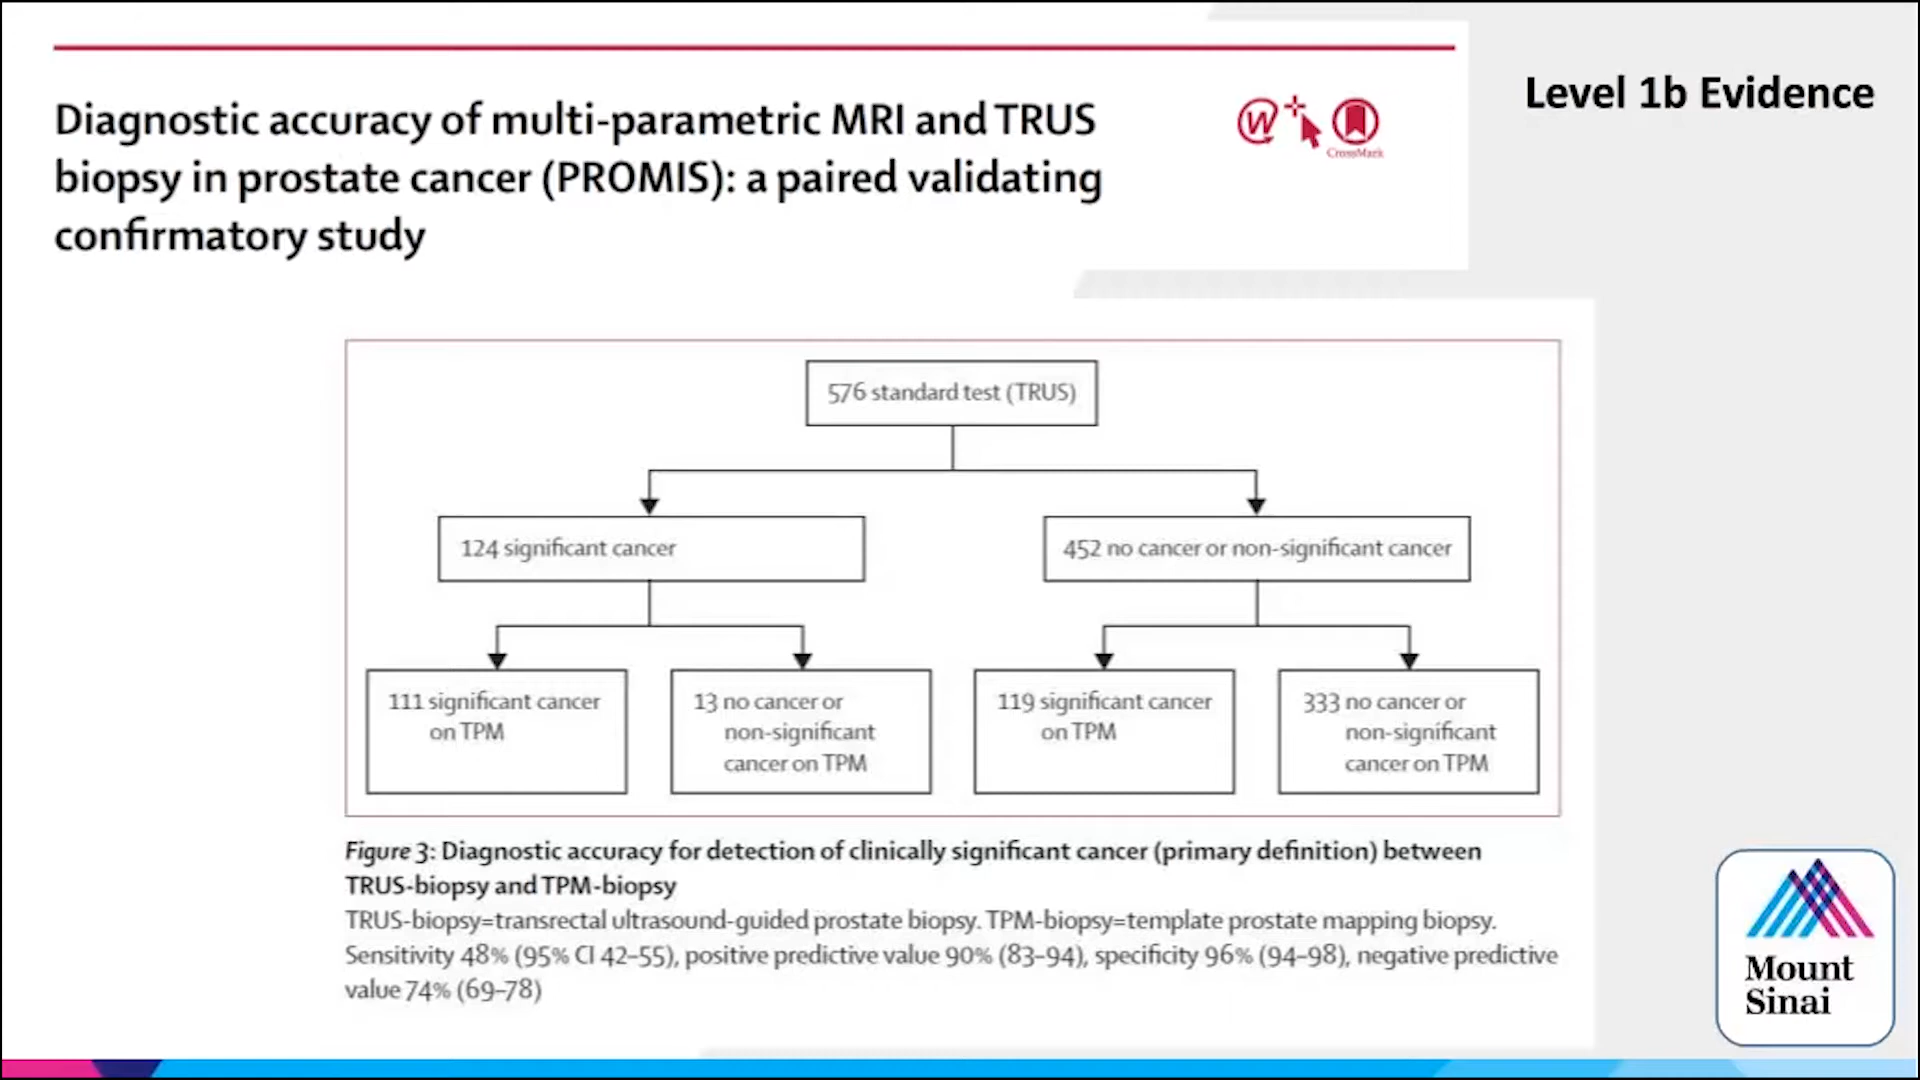 Level 1b Evidence
Diagnostic accuracy of multi-parametric MRI and TRUS
biopsy in prostate cancer (PROMIS): a paired validating
confirmatory study
W
CrossMark
576 standard test (TRUS)
124 significant cancer
452 no cancer or non-significant cancer
111 significant cancer
on TPM
13 no cancer or
non-significant
cancer on TPM
119 significant cancer
on TPM
333 no cancer or
non-significant
cancer on TPM
Figure 3: Diagnostic accuracy for detection of clinically significant cancer (primary definition) between
TRUS-biopsy and TPM-biopsy
TRUS-biopsy=transrectal ultrasound-guided prostate biopsy. TPM-biopsy=template prostate mapping biopsy.
Sensitivity 48% (95% CI 42–55), positive predictive value 90% (83–94), specificity 96% (94–98), negative predictive
value 74% (69–78)
Mount
Sinai